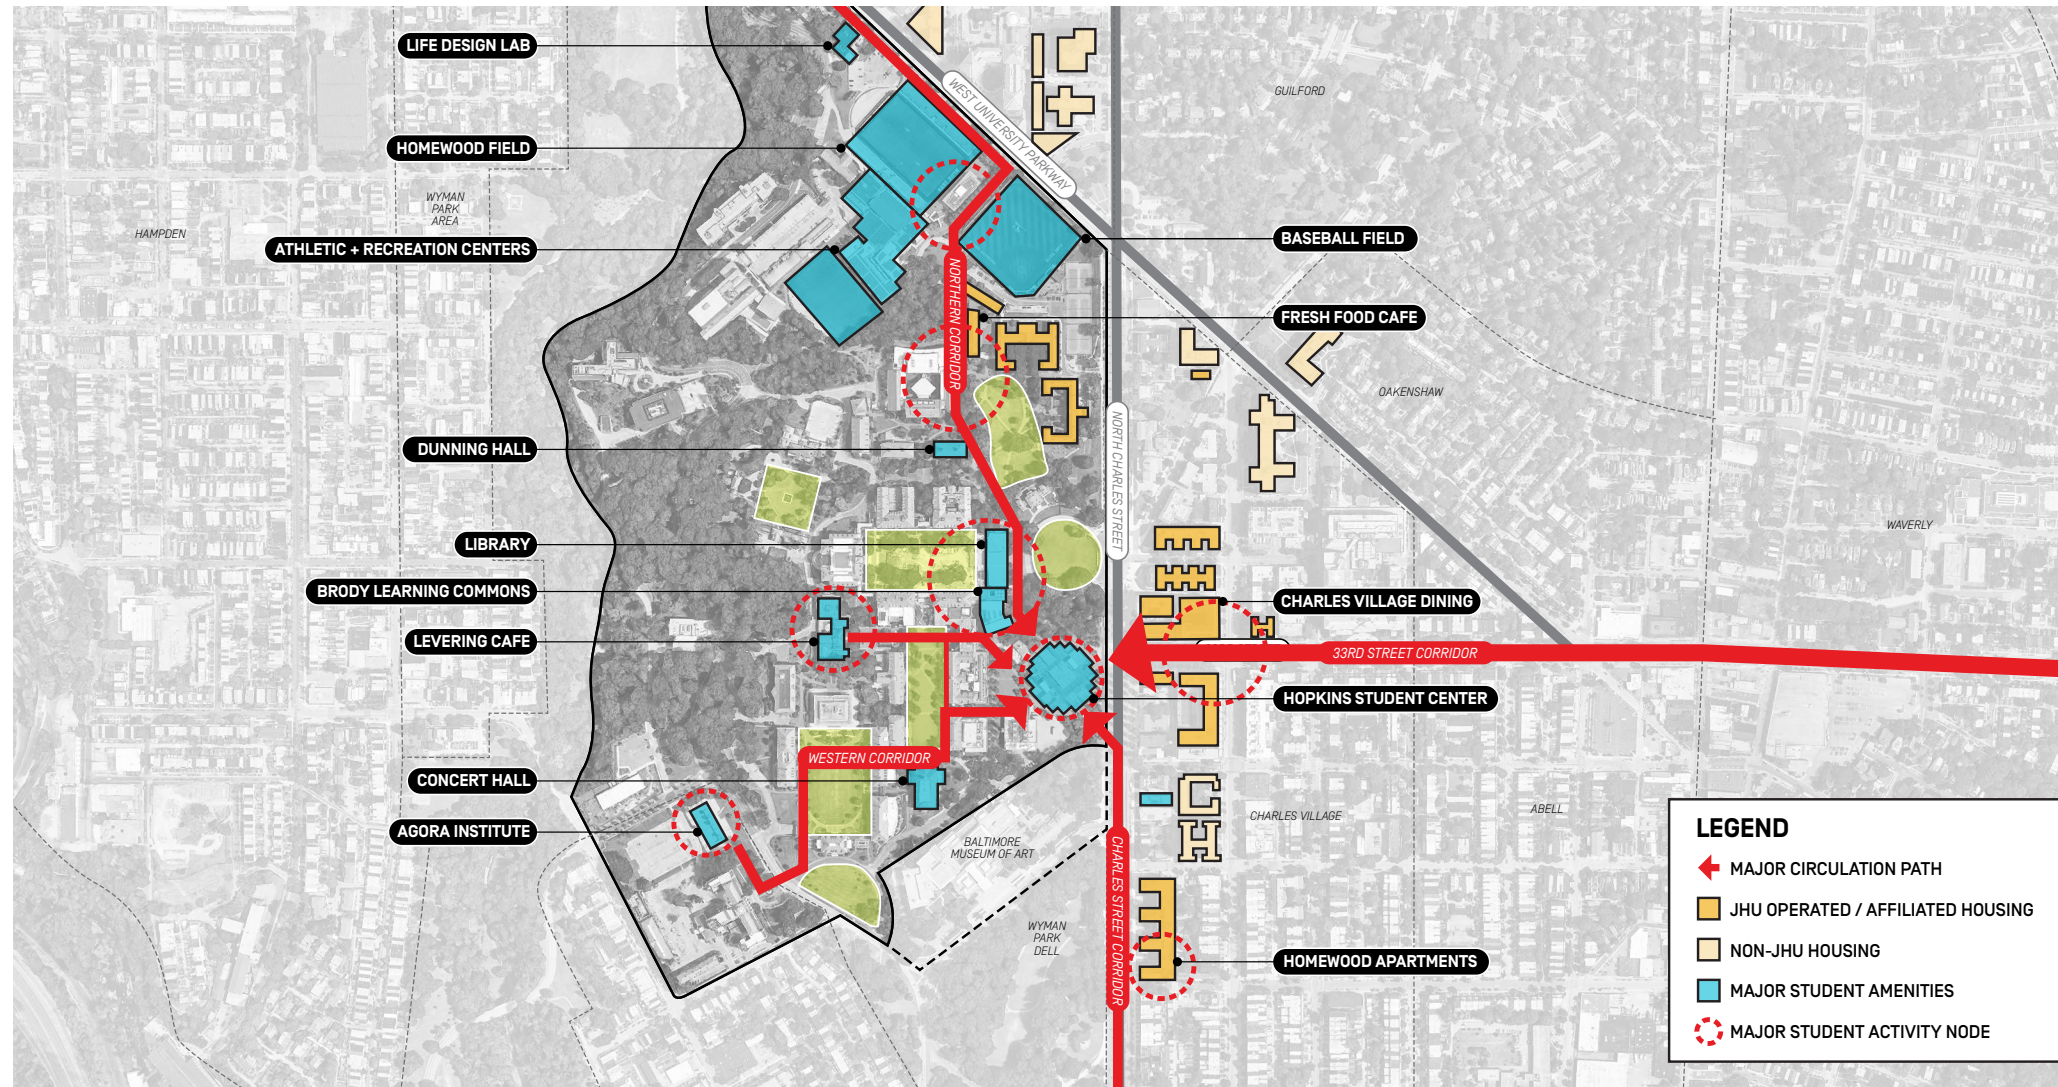 LIFE DESIGN LAB
HOMEWOOD FIELD
WYMAN
PARK
AREA
HAMPDEN
ATHLETIC + RECREATION CENTERS
DUNNING HALL
LIBRARY
BRODY LEARNING COMMONS
LEVERING CAFE
CONCERT HALL
AGORA INSTITUTE
WEST UNIVERSITY PARKWAY
GUILFORD
BASEBALL FIELD
FRESH FOOD CAFE
NORTHERN CORRIDOR
OAKENSHAW
NORTH CHARLES STREET
WAVERLY
CHARLES VILLAGE DINING
33RD STREET CORRIDOR
HOPKINS STUDENT CENTER
WESTERN CORRIDOR
BALTIMORE
MUSEUM OF ART
CHARLES VILLAGE
ABELL
WYMAN
PARK
DELL
CHARLES STREET CORRIDOR
HOMEWOOD APARTMENTS
LEGEND
MAJOR CIRCULATION PATH
JHU OPERATED / AFFILIATED HOUSING
NON-JHU HOUSING
MAJOR STUDENT AMENITIES
MAJOR STUDENT ACTIVITY NODE